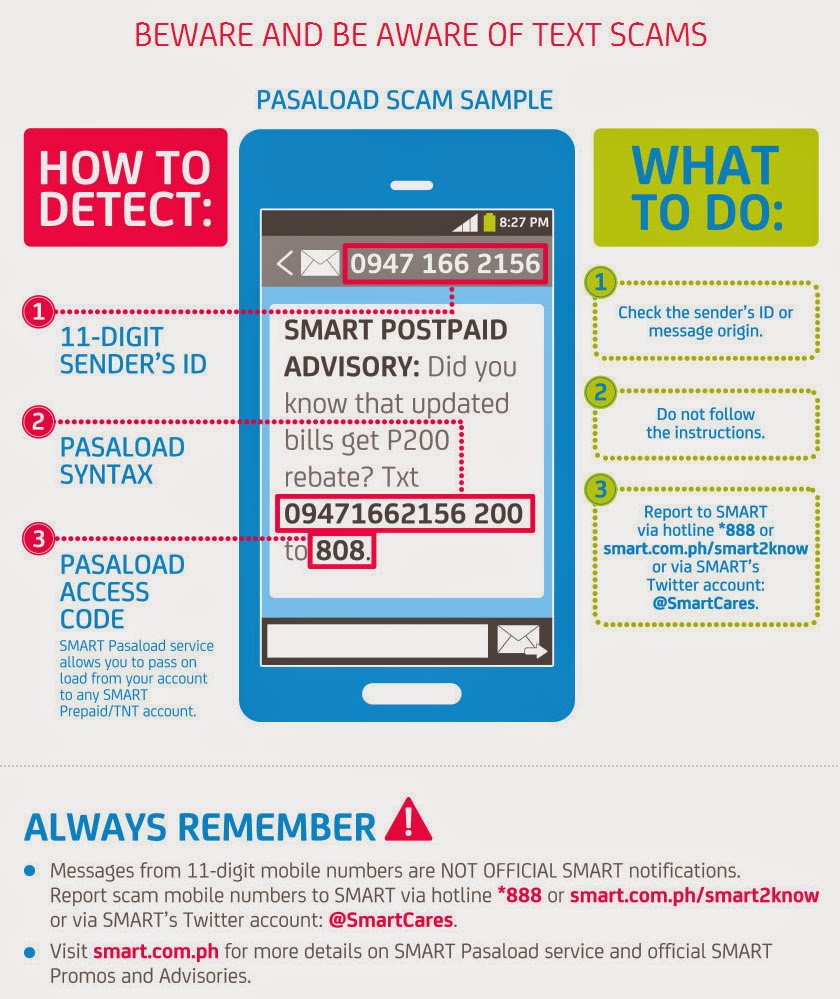 BEWARE AND BE AWARE OF TEXT SCAMS
PASALOAD SCAM SAMPLE
HOW TO
DETECT:
1
11-DIGIT
SENDER'S ID
2
PASALOAD
SYNTAX
3
PASALOAD
ACCESS
CODE
SMART Pasaload service
allows you to pass on
load from your account
to any SMART
Prepaid/TNT account.
8:27 PM
0947 166 2156
SMART POSTPAID
ADVISORY: Did you
know that updated
bills get P200
rebate? Txt
09471662156 200
to 808.
WHAT
TO DO:
1
Check the sender's ID or
message origin.
2
Do not follow
the instructions.
3
Report to SMART
via hotline *888 or
smart.com.ph/smart2know
or via SMART's
Twitter account:
@SmartCares.
ALWAYS REMEMBER
Messages from 11-digit mobile numbers are NOT OFFICIAL SMART notifications.
Report scam mobile numbers to SMART via hotline *888 or smart.com.ph/smart2know
or via SMART's Twitter account: @SmartCares.
Visit smart.com.ph for more details on SMART Pasaload service and official SMART
Promos and Advisories.